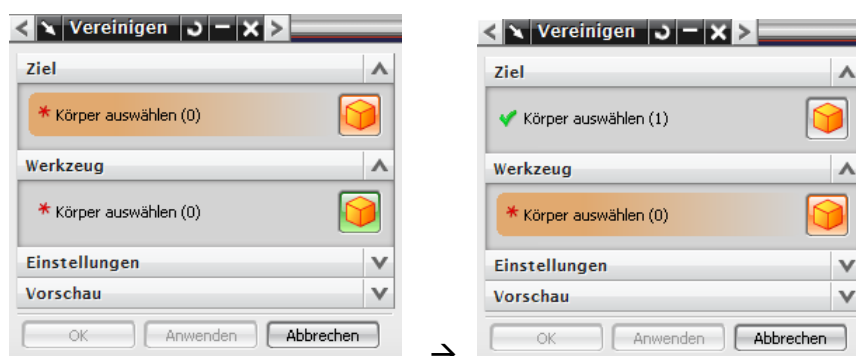 Vereinigen
Ziel
* Körper auswählen (0)
Werkzeug
* Körper auswählen (0)
Einstellungen
Vorschau
OK Anwenden Abbrechen
→
Vereinigen
Ziel
✔ Körper auswählen (1)
Werkzeug
* Körper auswählen (0)
Einstellungen
Vorschau
OK Anwenden Abbrechen